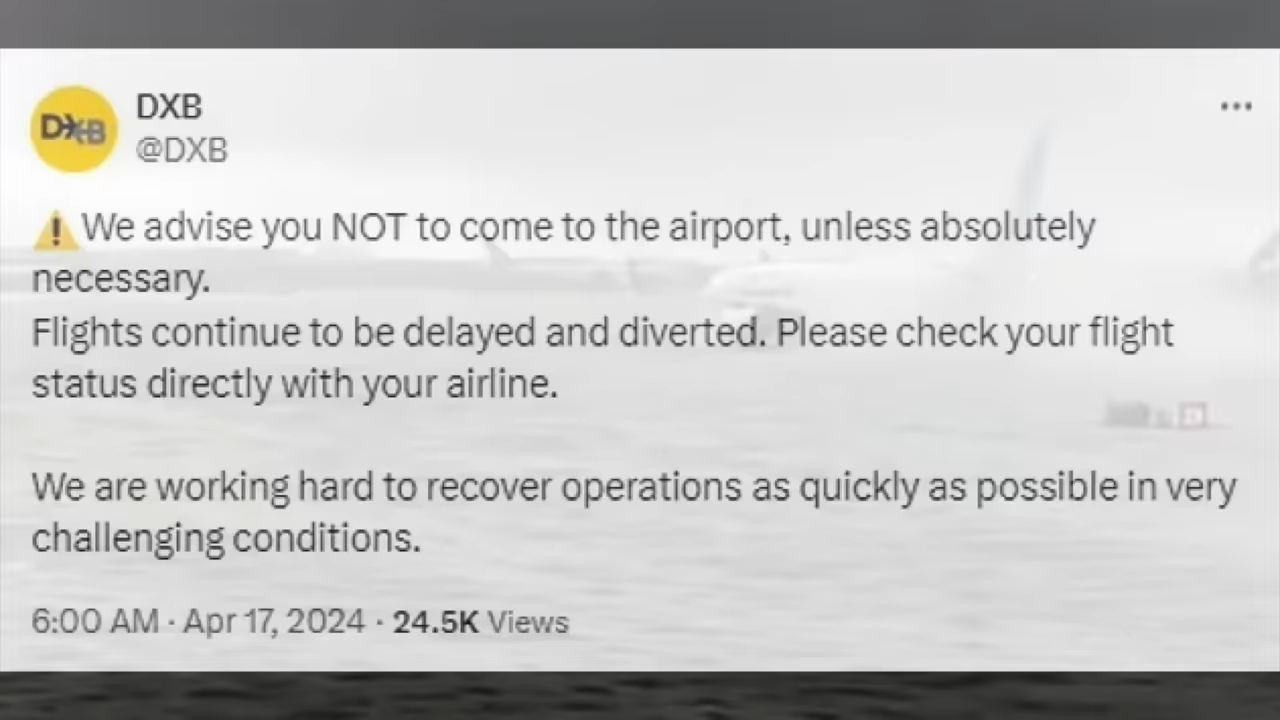 DXB
DXB
@DXB
⚠️We advise you NOT to come to the airport, unless absolutely
necessary.
Flights continue to be delayed and diverted. Please check your flight
status directly with your airline.
We are working hard to recover operations as quickly as possible in very
challenging conditions.
6:00 AM · Apr 17, 2024 · 24.5K Views